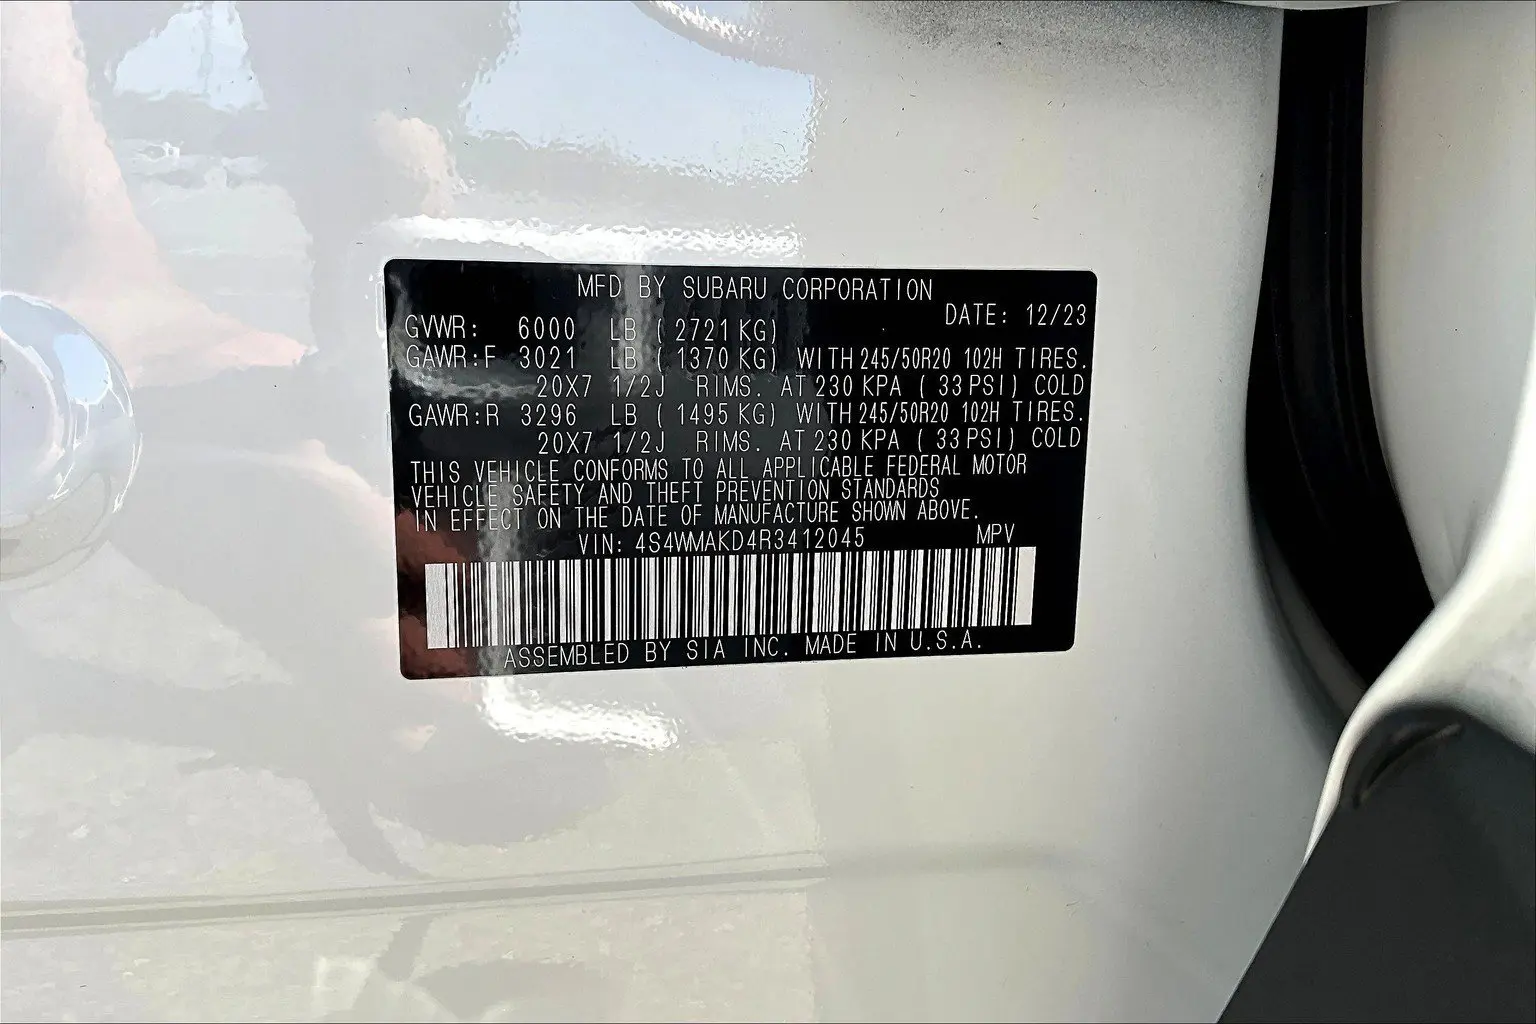 MFD BY SUBARU CORPORATION
DATE: 12/23
GVWR: 6000 LB ( 2721 KG)
GAWR:F 3021 LB ( 1370 KG) WITH 245/50R20 102H TIRES.
20X7 1/2J RIMS. AT 230 KPA ( 33 PSI) COLD
GAWR:R 3296 LB ( 1495 KG) WITH 245/50R20 102H TIRES.
20X7 1/2J RIMS. AT 230 KPA ( 33 PSI) COLD
THIS VEHICLE CONFORMS TO ALL APPLICABLE FEDERAL MOTOR
VEHICLE SAFETY AND THEFT PREVENTION STANDARDS
IN EFFECT ON THE DATE OF MANUFACTURE SHOWN ABOVE.
VIN: 4S4WMAKD4R3412045 MPV
ASSEMBLED BY SIA INC. MADE IN U.S.A.